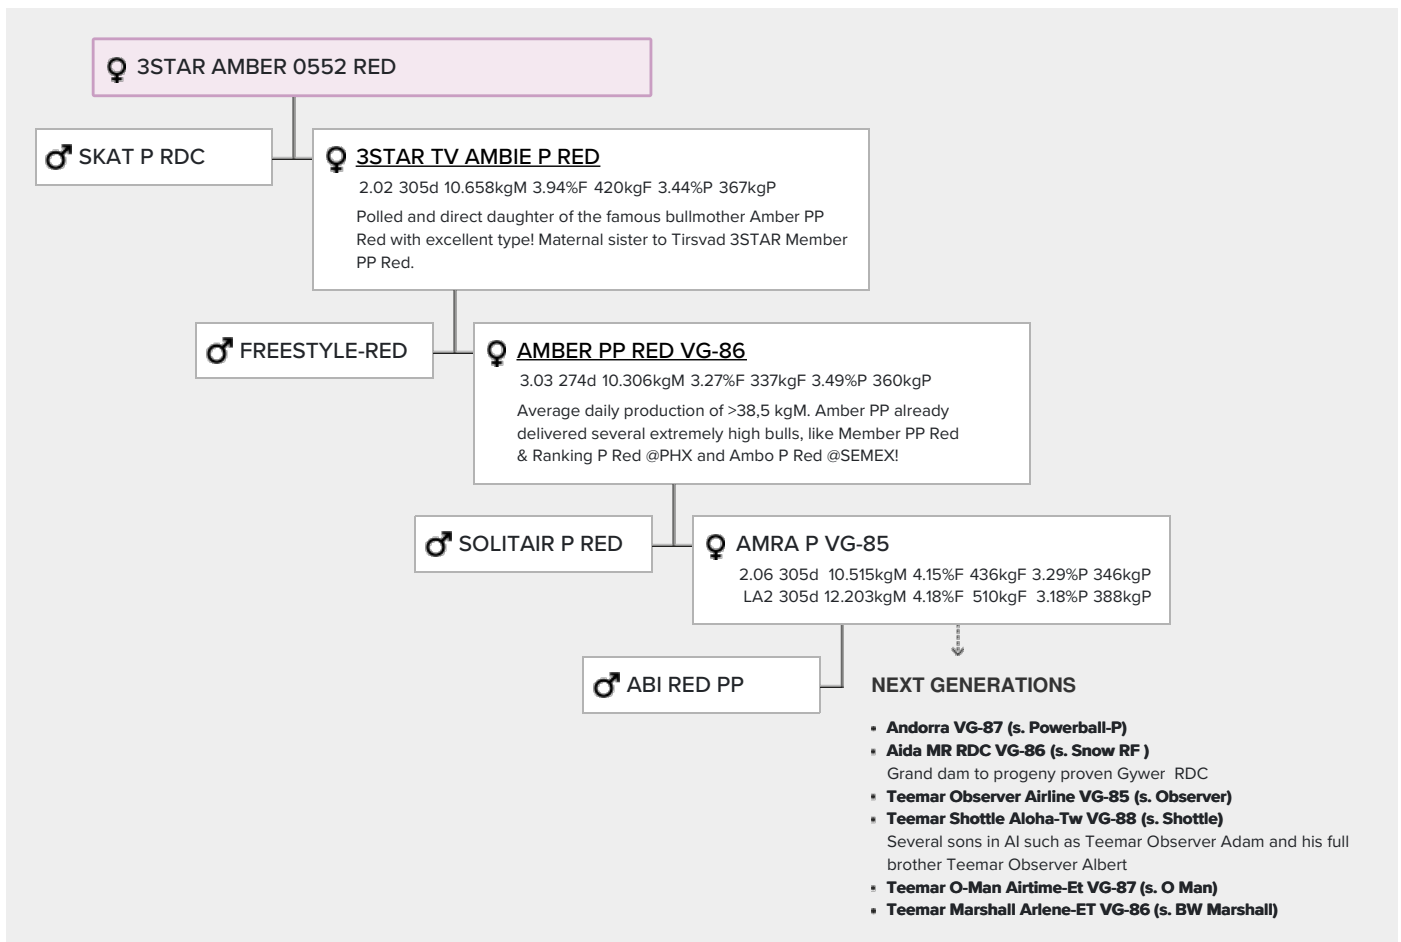 3STAR AMBER 0552 RED
SKAT P RDC
3STAR TV AMBIE P RED
2.02 305d 10.658kgM 3.94%F 420kgF 3.44%P 367kgP
Polled and direct daughter of the famous bullmother Amber PP
Red with excellent type! Maternal sister to Tirsvad 3STAR Member
PP Red.
FREESTYLE-RED
AMBER PP RED VG-86
3.03 274d 10.306kgM 3.27%F 337kgF 3.49%P 360kgP
Average daily production of >38,5 kgM. Amber PP already
delivered several extremely high bulls, like Member PP Red
& Ranking P Red @PHX and Ambo P Red @SEMEX!
SOLITAIR P RED
AMRA P VG-85
2.06 305d 10.515kgM 4.15%F 436kgF 3.29%P 346kgP
LA2 305d 12.203kgM 4.18%F 510kgF 3.18%P 388kgP
ABI RED PP
NEXT GENERATIONS
Andorra VG-87 (s. Powerball-P)
Aida MR RDC VG-86 (s. Snow RF )
Grand dam to progeny proven Gywer RDC
Teemar Observer Airline VG-85 (s. Observer)
Teemar Shottle Aloha-Tw VG-88 (s. Shottle)
Several sons in AI such as Teemar Observer Adam and his full
brother Teemar Observer Albert
Teemar O-Man Airtime-Et VG-87 (s. O Man)
Teemar Marshall Arlene-ET VG-86 (s. BW Marshall)